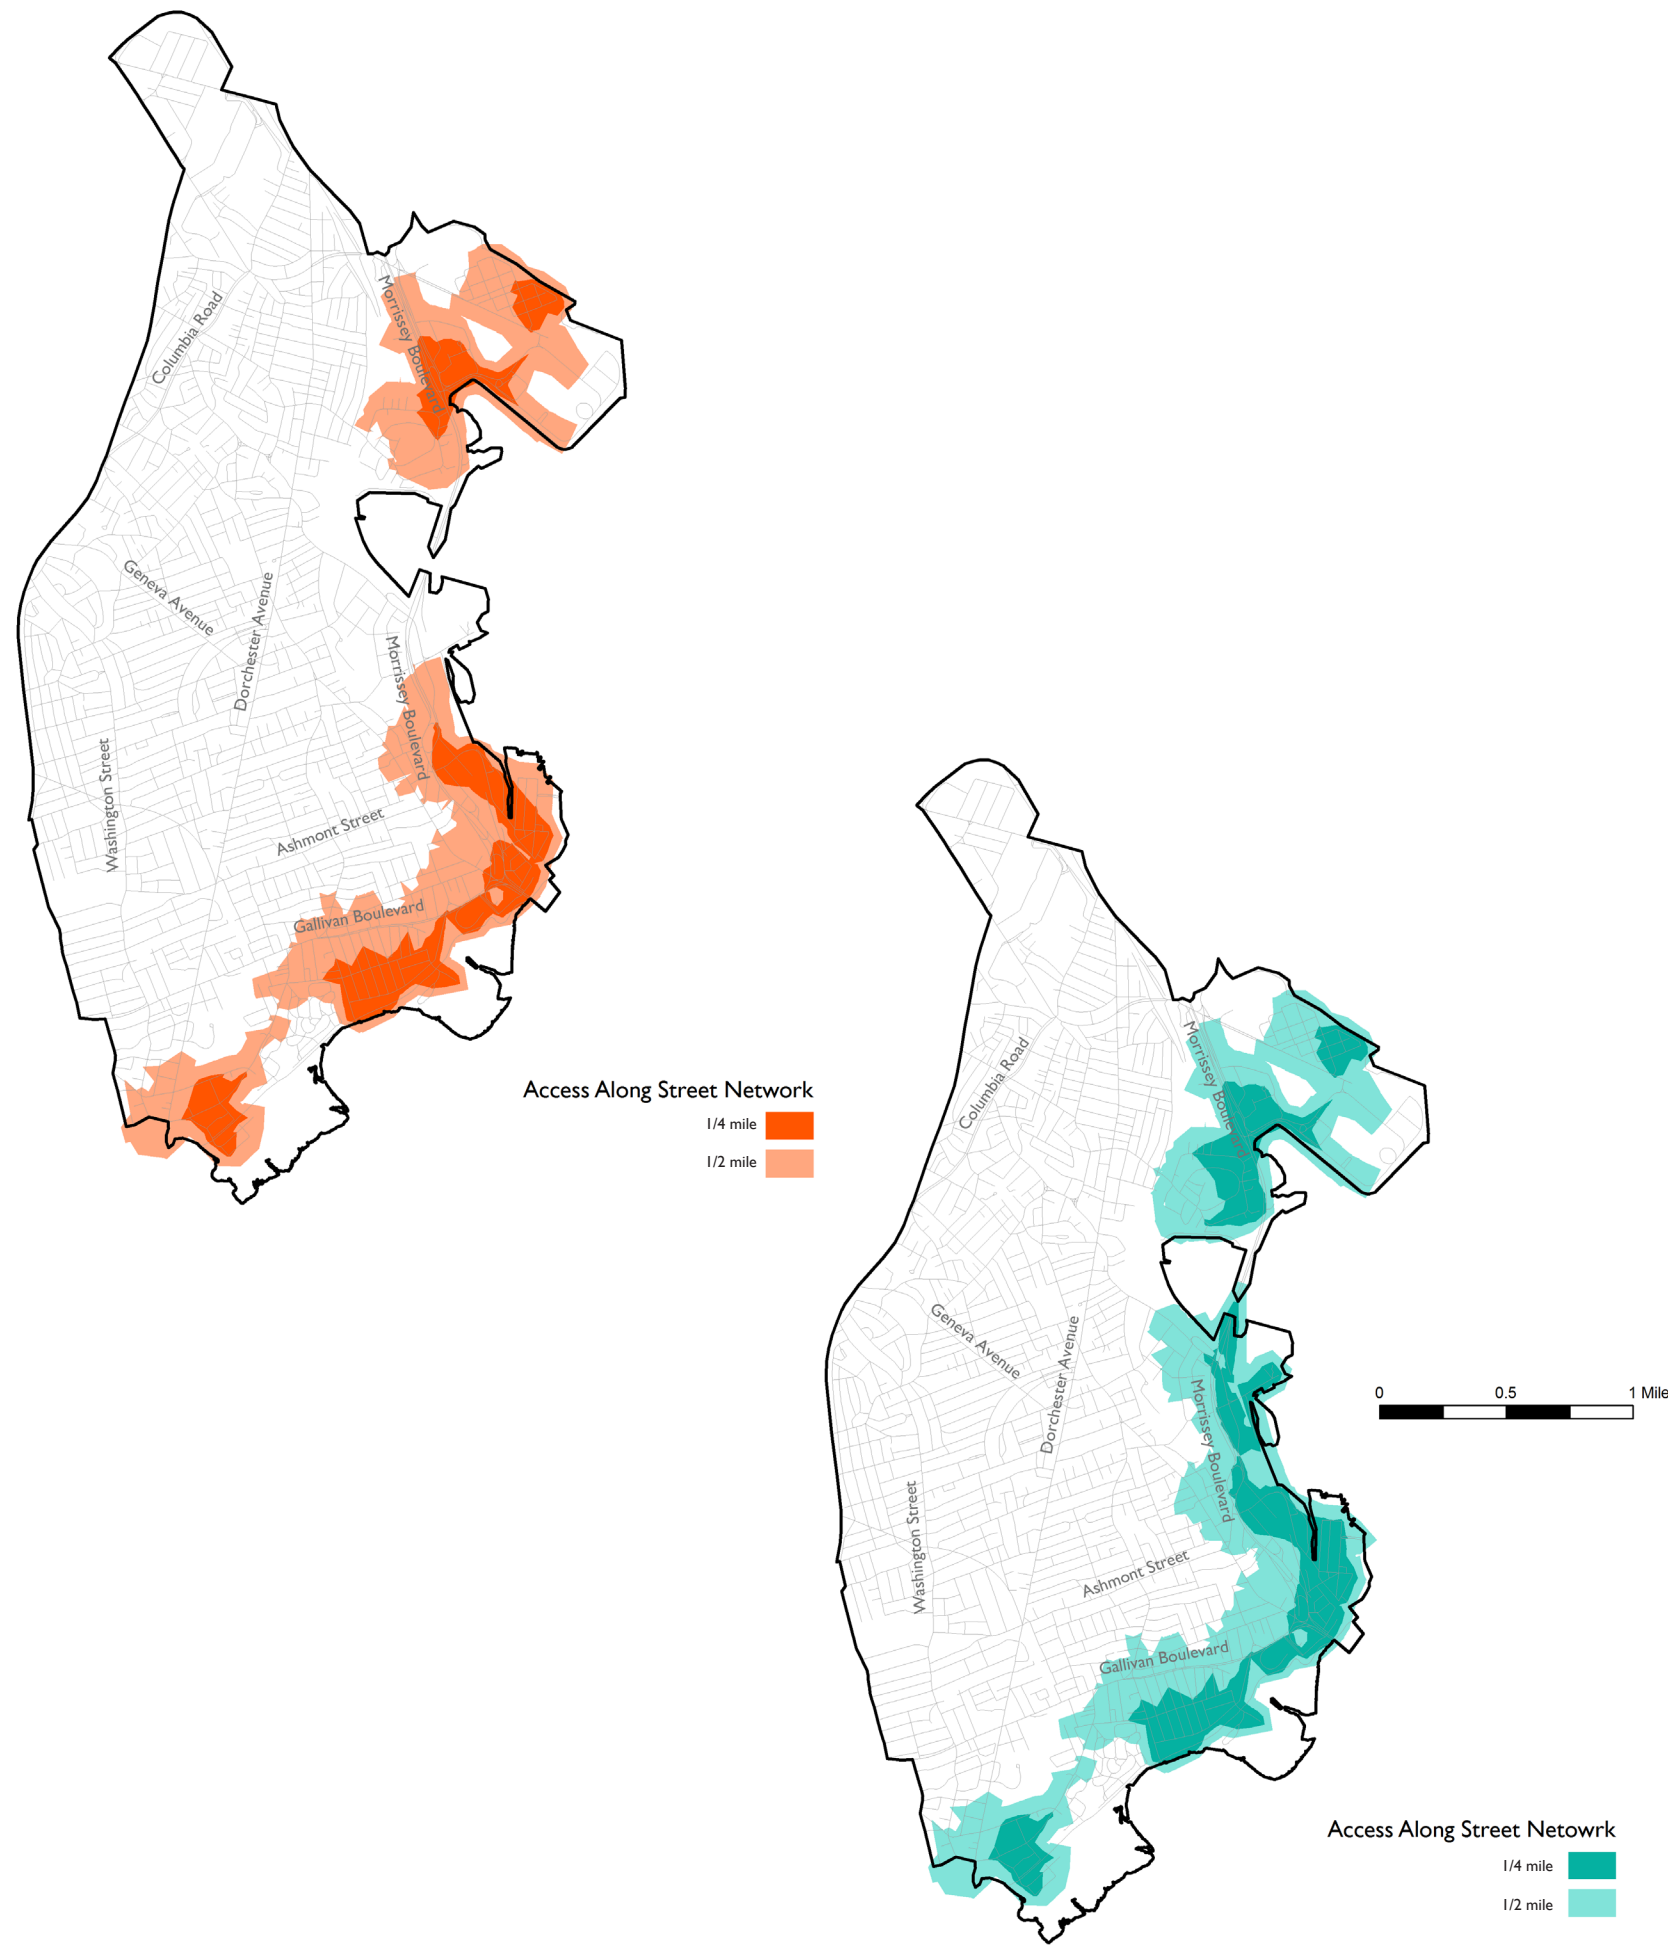 Morrissey Boulevard
Columbia Road
Geneva Avenue
Dorchester Avenue
Morrissey Boulevard
Washington Street
Ashmont Street
Gallivan Boulevard
Access Along Street Network
1/4 mile
1/2 mile
Morrissey Boulevard
Columbia Road
Geneva Avenue
Dorchester Avenue
Morrissey Boulevard
0 0.5 1 Mile
Washington Street
Ashmont Street
Gallivan Boulevard
Access Along Street Netowrk
1/4 mile
1/2 mile